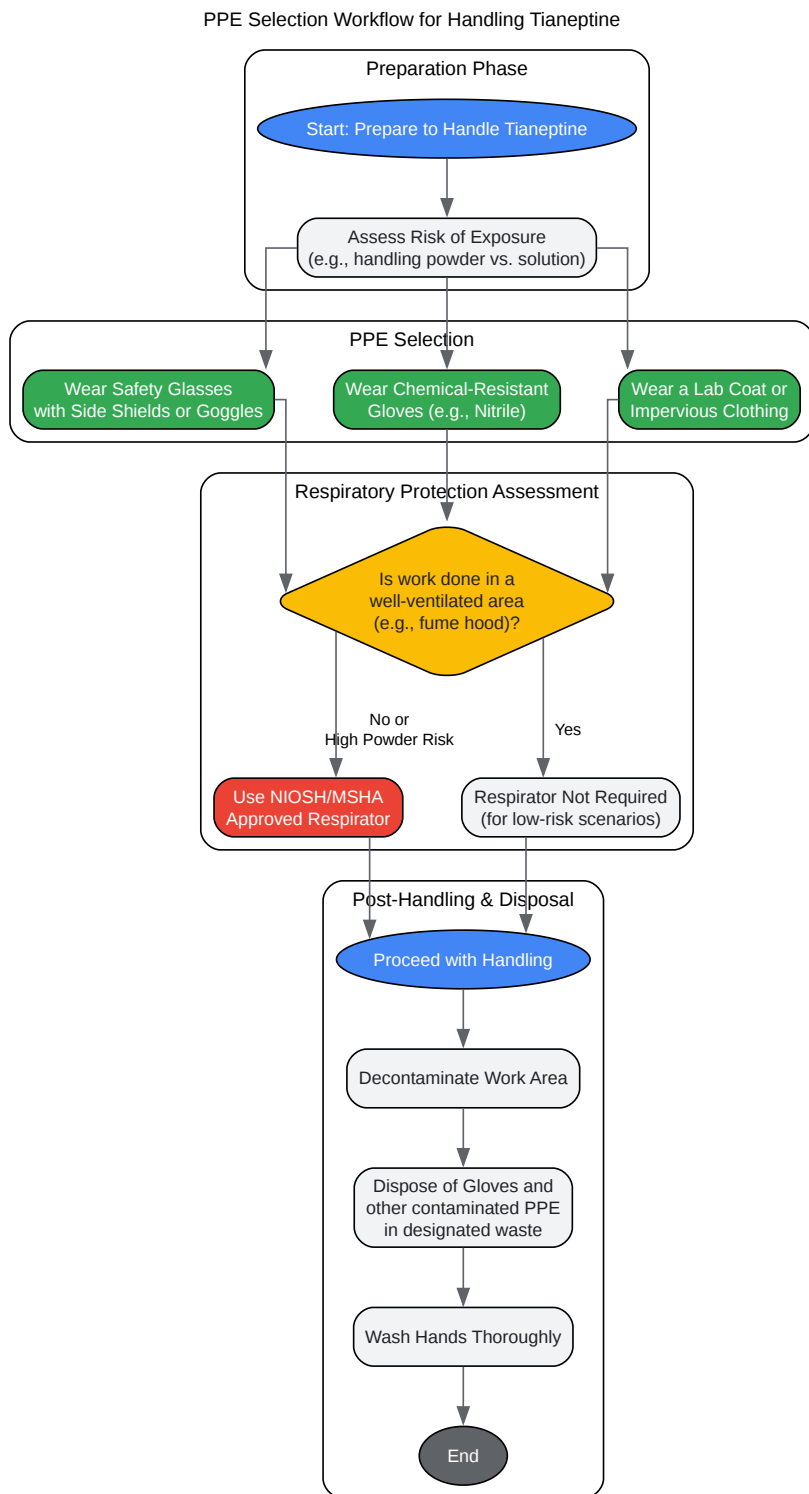 PPE Selection Workflow for Handling Tianeptine
Preparation Phase
Start: Prepare to Handle Tianeptine
Assess Risk of Exposure
(e.g., handling powder vs. solution)
PPE Selection
Wear Safety Glasses
with Side Shields or Goggles
Wear Chemical-Resistant
Gloves (e.g., Nitrile)
Wear a Lab Coat or
Impervious Clothing
Respiratory Protection Assessment
Is work done in a
well-ventilated area
(e.g., fume hood)?
No or
High Powder Risk
Yes
Use NIOSH/MSHA
Approved Respirator
Respirator Not Required
(for low-risk scenarios)
Post-Handling & Disposal
Proceed with Handling
Decontaminate Work Area
Dispose of Gloves and
other contaminated PPE
in designated waste
Wash Hands Thoroughly
End